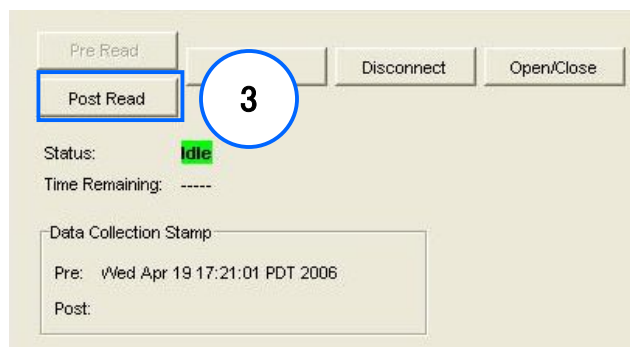 Pre Read
Disconnect
Open/Close
Post Read
3
Status: Idle
Time Remaining: -----
Data Collection Stamp
Pre: Wed Apr 19 17:21:01 PDT 2006
Post: